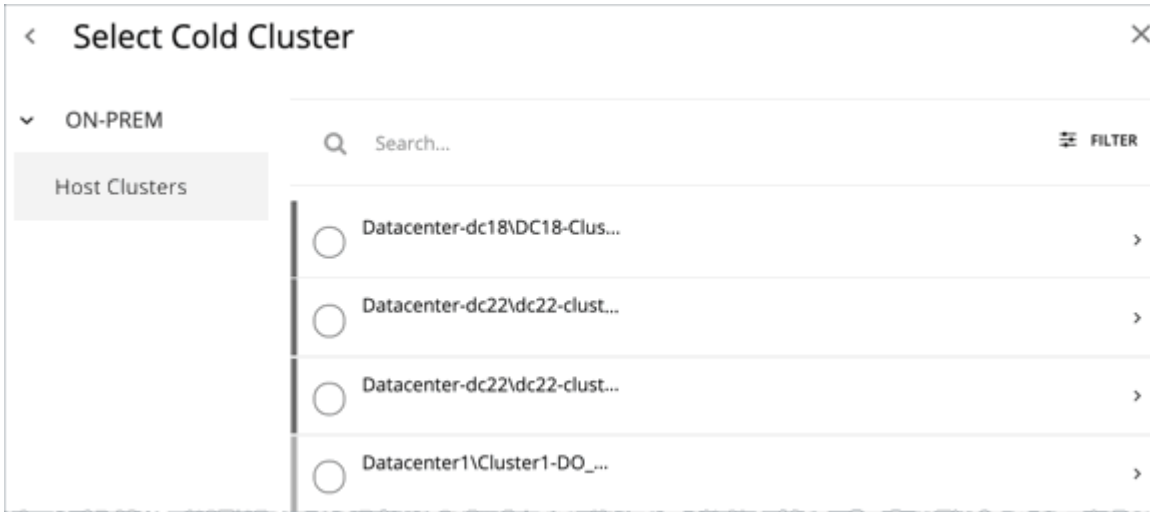 Select Cold Cluster
ON-PREM
Host Clusters
Search...
FILTER
Datacenter-dc18\DC18-Clus...
Datacenter-dc22\dc22-clust...
Datacenter-dc22\dc22-clust...
Datacenter1\Cluster1-DO_...